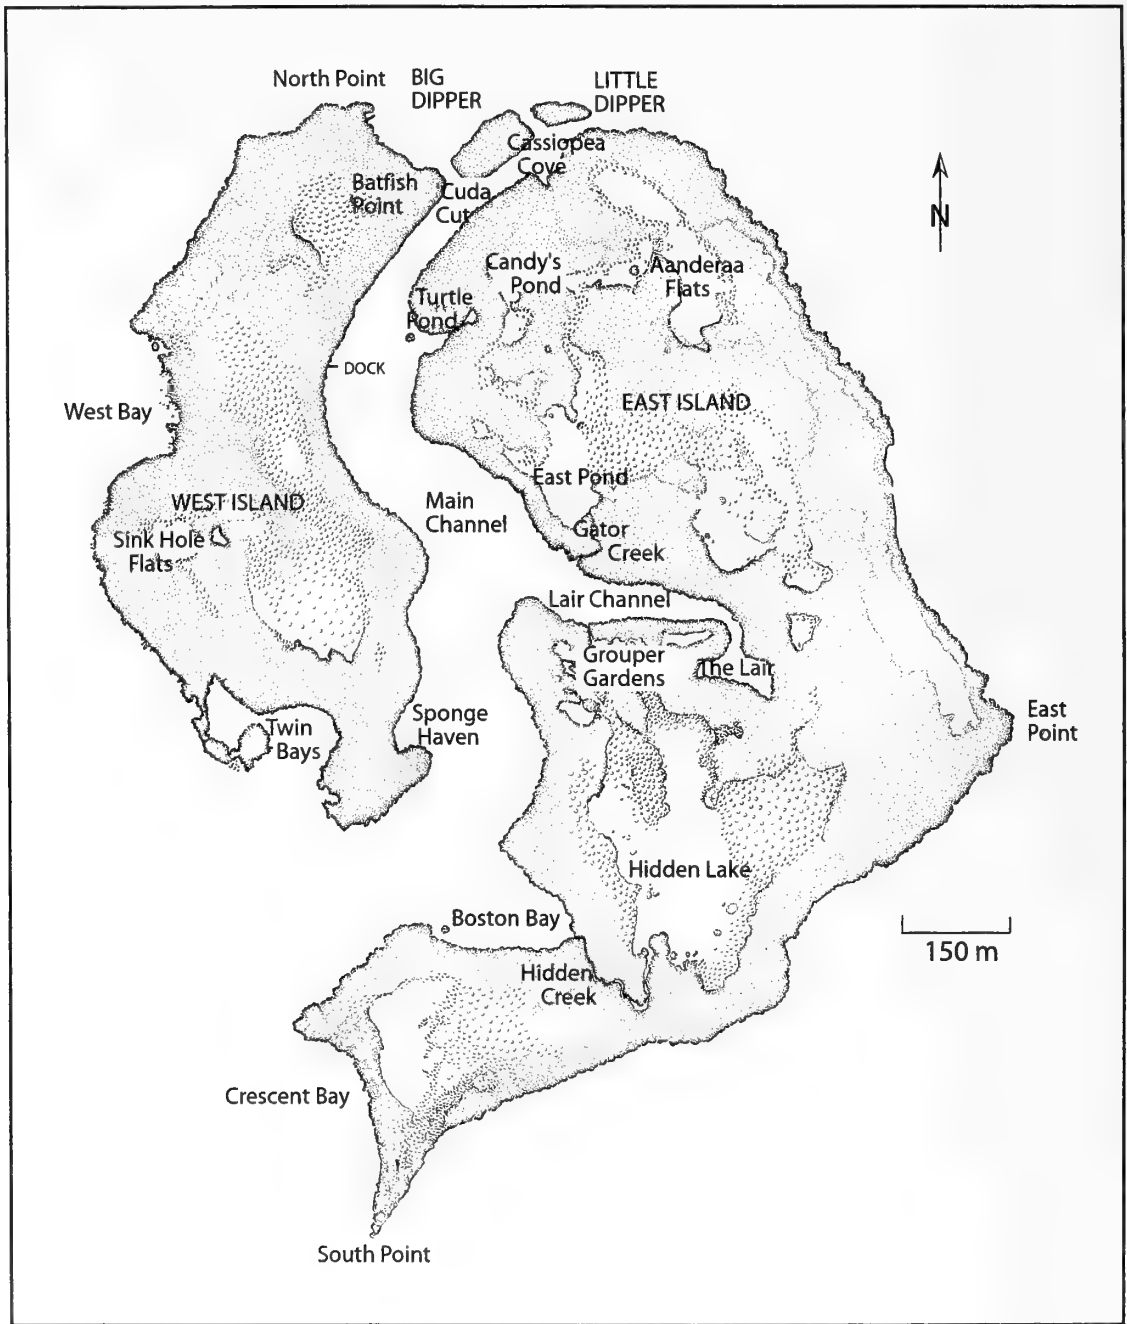 North Point
BIG
DIPPER
LITTLE
DIPPER
Cassiopea
Cove
Batfish
Point
Cuda
Cut
N
Candy's
Pond
Aanderaa
Flats
Turtle
Pond
DOCK
West Bay
EAST ISLAND
East Pond
WEST ISLAND
Main
Channel
Sink Hole
Flats
Gator
Creek
Lair Channel
Grouper
Gardens
The Lair
Sponge
Haven
Twin
Bays
East
Point
Hidden Lake
Boston Bay
150 m
Hidden
Creek
Crescent Bay
South Point